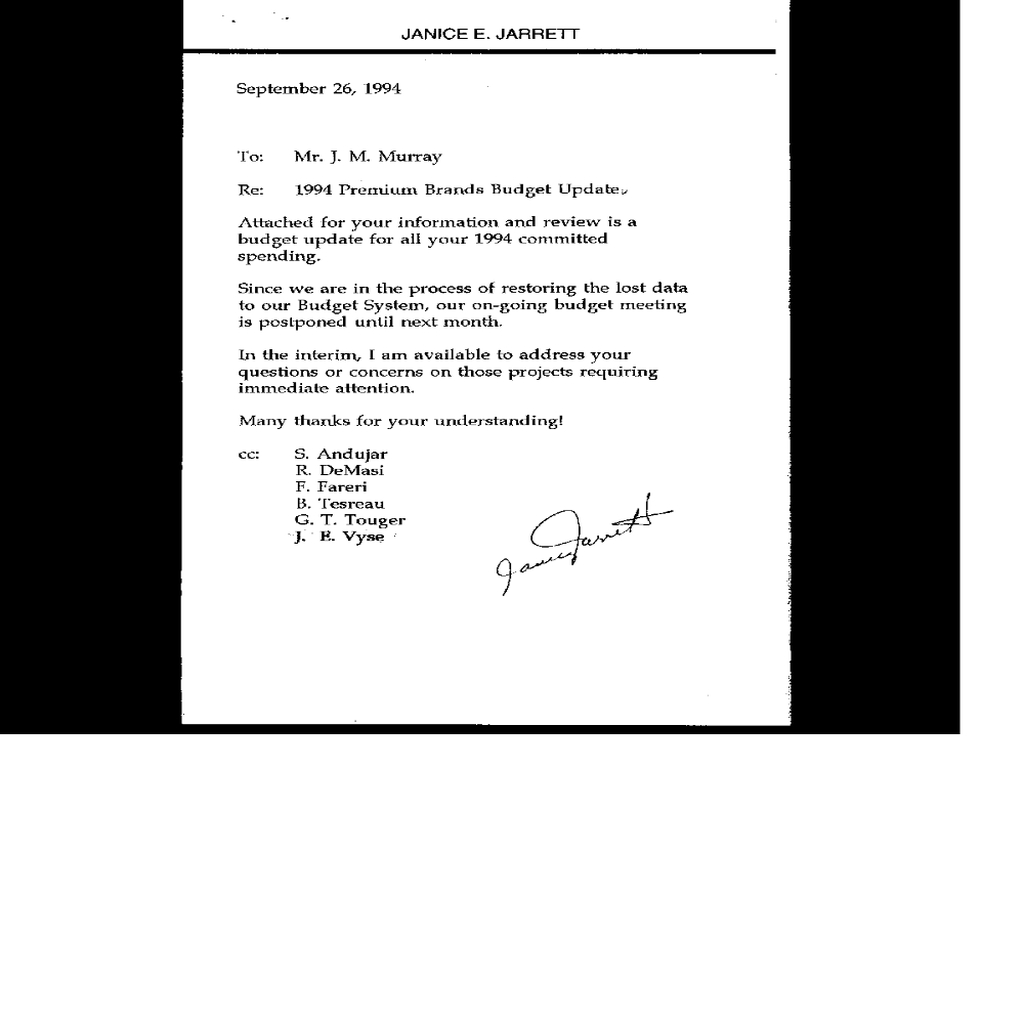 JANICE E. JARRETT
September 26, 1994
To: Mr. J. M. Murray
Re: 1994 Premium Brands Budget Update
Attached for your information and review is a
budget update for all your 1994 committed
spending.
Since we are in the process of restoring the lost data
to our Budget System, our on-going budget meeting
is postponed until next month.
In the interim, I am available to address your
questions or concerns on those projects requiring
immediate attention.
Many thanks for your understanding!
cc: S. Andujar
R. DeMasi
F. Fareri
B. Tesreau
G. T. Touger
J. E. Vyse
Janice Jarrett